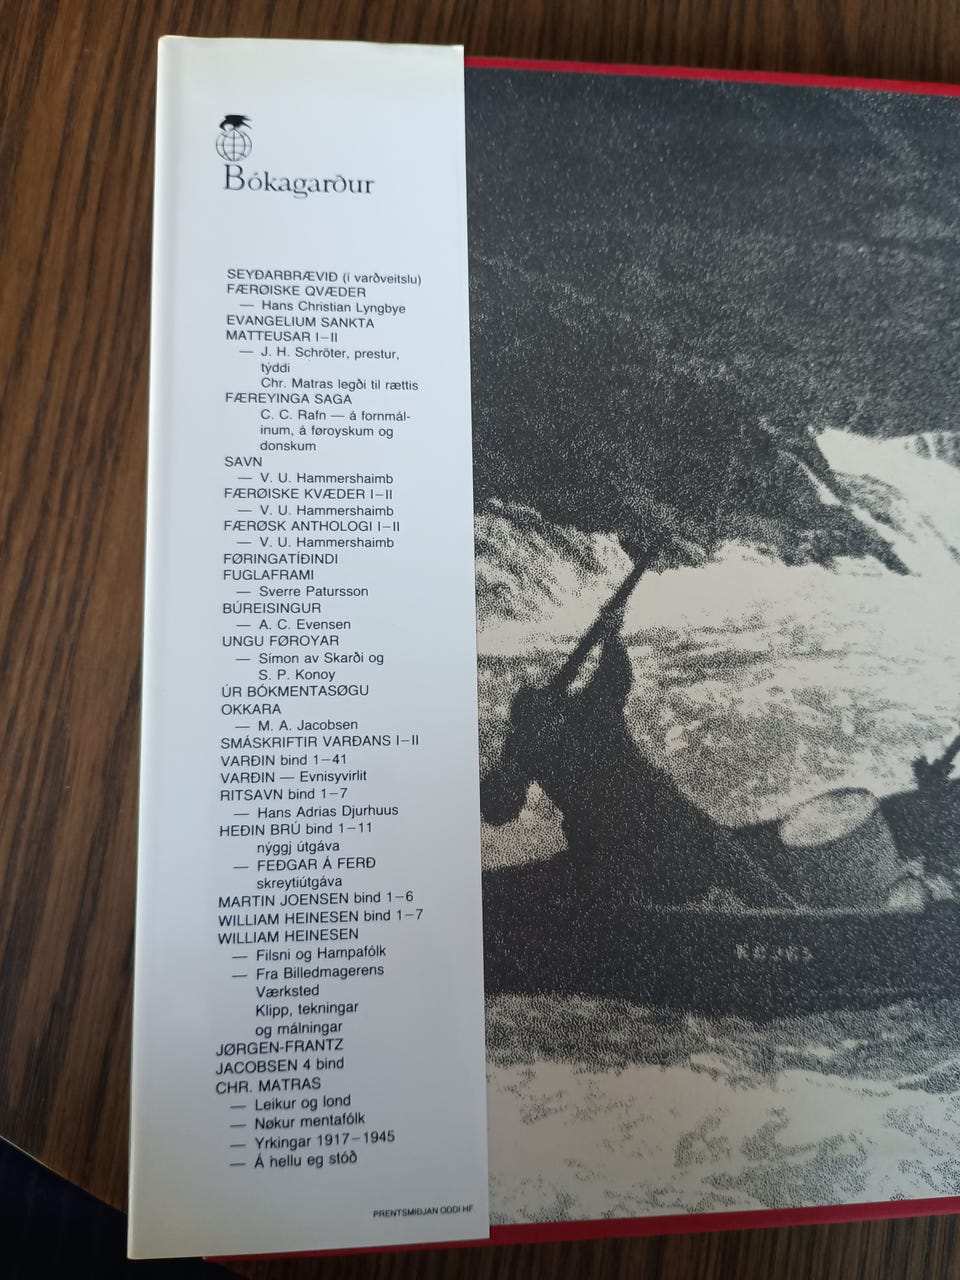 Bókagarður
SEYÐARBRÆVIÐ (í varðveitslu)
FÆRØISKE QVÆDER
— Hans Christian Lyngbye
EVANGELIUM SANKTA
MATTEUSAR I–II
— J. H. Schröter, prestur,
týddi
Chr. Matras legði til rættis
FÆREYINGA SAGA
C. C. Rafn — á fornmál-
inum, á føroyskum og
donskum
SAVN
— V. U. Hammershaimb
FÆRØISKE KVÆDER I–II
— V. U. Hammershaimb
FÆRØSK ANTHOLOGI I–II
— V. U. Hammershaimb
FØRINGATÍÐINDI
FUGLAFRAMI
— Sverre Patursson
BÚREISINGUR
— A. C. Evensen
UNGU FØROYAR
— Símon av Skarði og
S. P. Konoy
ÚR BÓKMENTASØGU
OKKARA
— M. A. Jacobsen
SMÁSKRIFTIR VARÐANS I–II
VARÐIN bind 1–41
VARÐIN — Evnisyvirlit
RITSAVN bind 1–7
— Hans Adrias Djurhuus
HEÐIN BRÚ bind 1–11
nýggj útgáva
— FEÐGAR Á FERÐ
skreytiútgáva
MARTIN JOENSEN bind 1–6
WILLIAM HEINESEN bind 1–7
WILLIAM HEINESEN
— Filsni og Hampafólk
— Fra Billedmagerens
Værksted
Klipp, tekningar
og málningar
JØRGEN-FRANTZ
JACOBSEN 4 bind
CHR. MATRAS
— Leikur og lond
— Nøkur mentafólk
— Yrkingar 1917–1945
— Á hellu eg stóð
PRENTSMIÐJAN ODDI HF